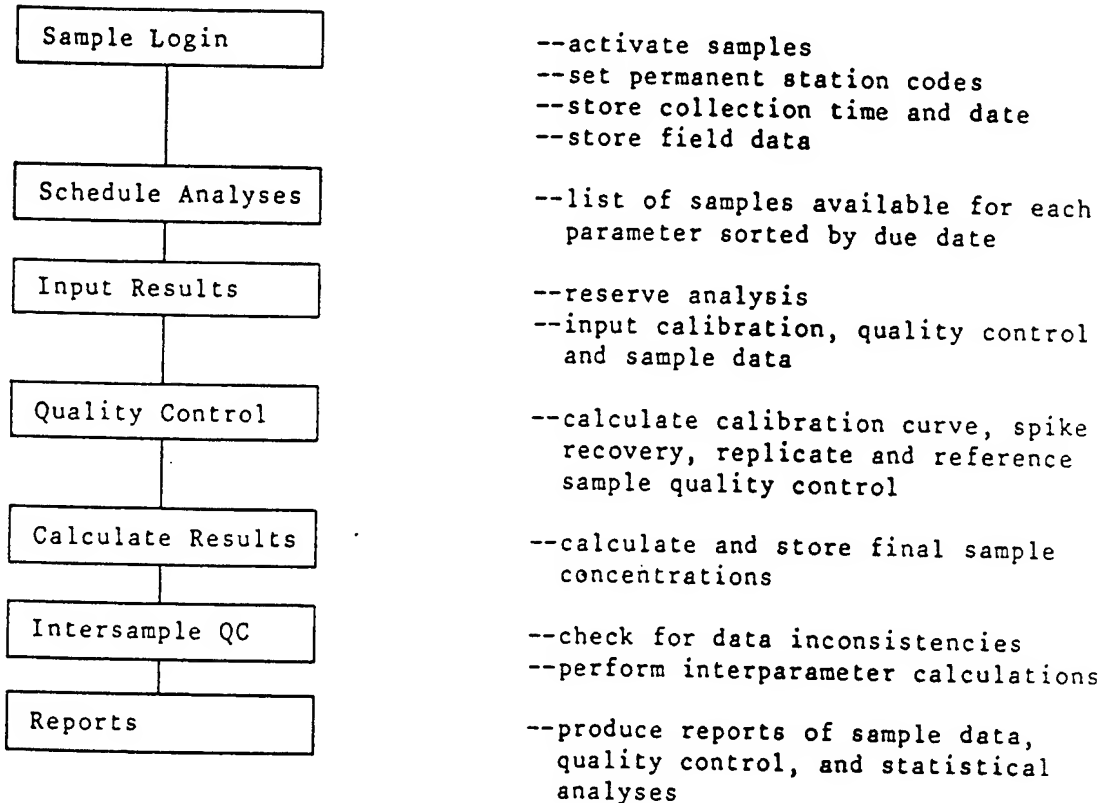 Sample Login
--activate samples
--set permanent station codes
--store collection time and date
--store field data
Schedule Analyses
--list of samples available for each
parameter sorted by due date
Input Results
--reserve analysis
--input calibration, quality control
and sample data
Quality Control
--calculate calibration curve, spike
recovery, replicate and reference
sample quality control
Calculate Results
--calculate and store final sample
concentrations
Intersample QC
--check for data inconsistencies
--perform interparameter calculations
Reports
--produce reports of sample data,
quality control, and statistical
analyses